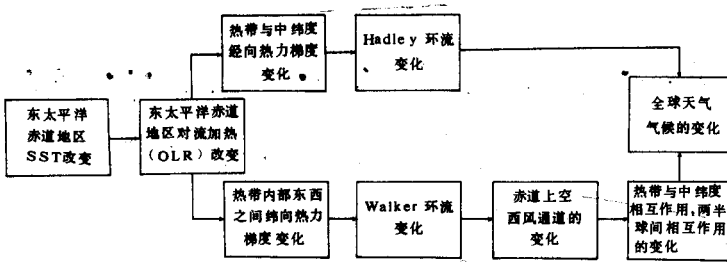 热带与中纬度
经向热力梯度
变化
Hadley 环流
变化
东太平洋
赤道地区
SST改变
东太平洋赤道
地区对流加热
(OLR) 改变
全球天气
气候的变化
热带内部东西
之间纬向热力
梯度变化
Walker 环流
变化
赤道上空
西风通道的
变化
热带与中纬度
相互作用,两半
球间相互作用
的变化